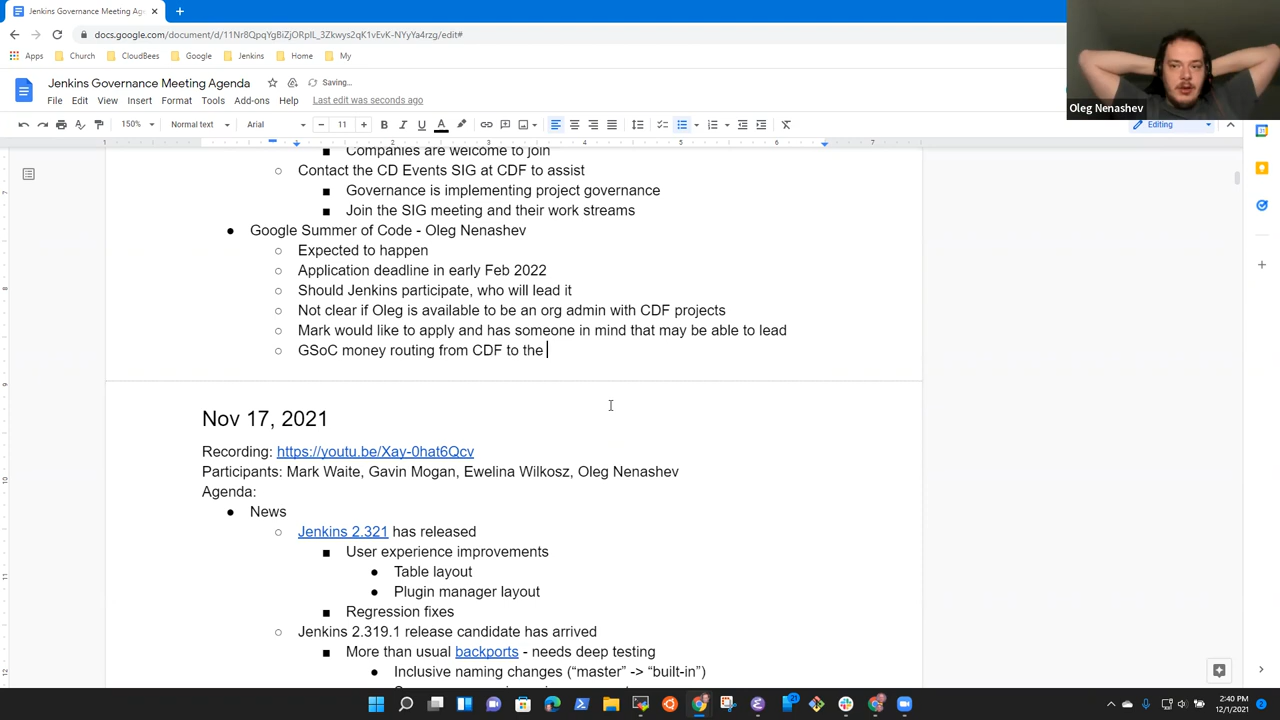 Jenkins Governance Meeting Ag
docs.google.com/document/d/11Nr8QpqYgBiZjORpIL_3Zkwys2qK1vEvK-NYyYa4rzg/edit#
Apps Church CloudBees Google Jenkins Home My
Jenkins Governance Meeting Agenda Saving...
File Edit View Insert Format Tools Add-ons Help Last edit was seconds ago
150% Normal text Arial 11 Editing
Oleg Nenashev
1 1 2 3 4 5 6 7
■ Companies are welcome to join
○ Contact the CD Events SIG at CDF to assist
■ Governance is implementing project governance
■ Join the SIG meeting and their work streams
● Google Summer of Code - Oleg Nenashev
○ Expected to happen
○ Application deadline in early Feb 2022
○ Should Jenkins participate, who will lead it
○ Not clear if Oleg is available to be an org admin with CDF projects
○ Mark would like to apply and has someone in mind that may be able to lead
○ GSoC money routing from CDF to the
Nov 17, 2021
Recording: https://youtu.be/Xay-0hat6Qcv
Participants: Mark Waite, Gavin Mogan, Ewelina Wilkosz, Oleg Nenashev
Agenda:
● News
○ Jenkins 2.321 has released
■ User experience improvements
● Table layout
● Plugin manager layout
■ Regression fixes
○ Jenkins 2.319.1 release candidate has arrived
■ More than usual backports - needs deep testing
● Inclusive naming changes (“master” -> “built-in”)
2:40 PM
12/1/2021